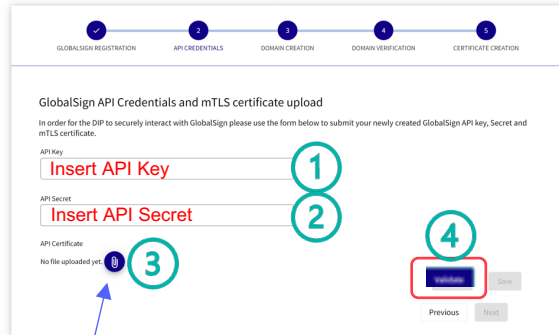 2
3
4
5
GLOBALSIGN REGISTRATION
API CREDENTIALS
DOMAIN CREATION
DOMAIN VERIFICATION
CERTIFICATE CREATION
GlobalSign API Credentials and mTLS certificate upload
In order for the DIP to securely interact with GlobalSign please use the form below to submit your newly created GlobalSign API key, Secret and
mTLS certificate.
API Key
Insert API Key
1
API Secret
Insert API Secret
2
API Certificate
No file uploaded yet.
3
4
Validate
Save
Previous
Next